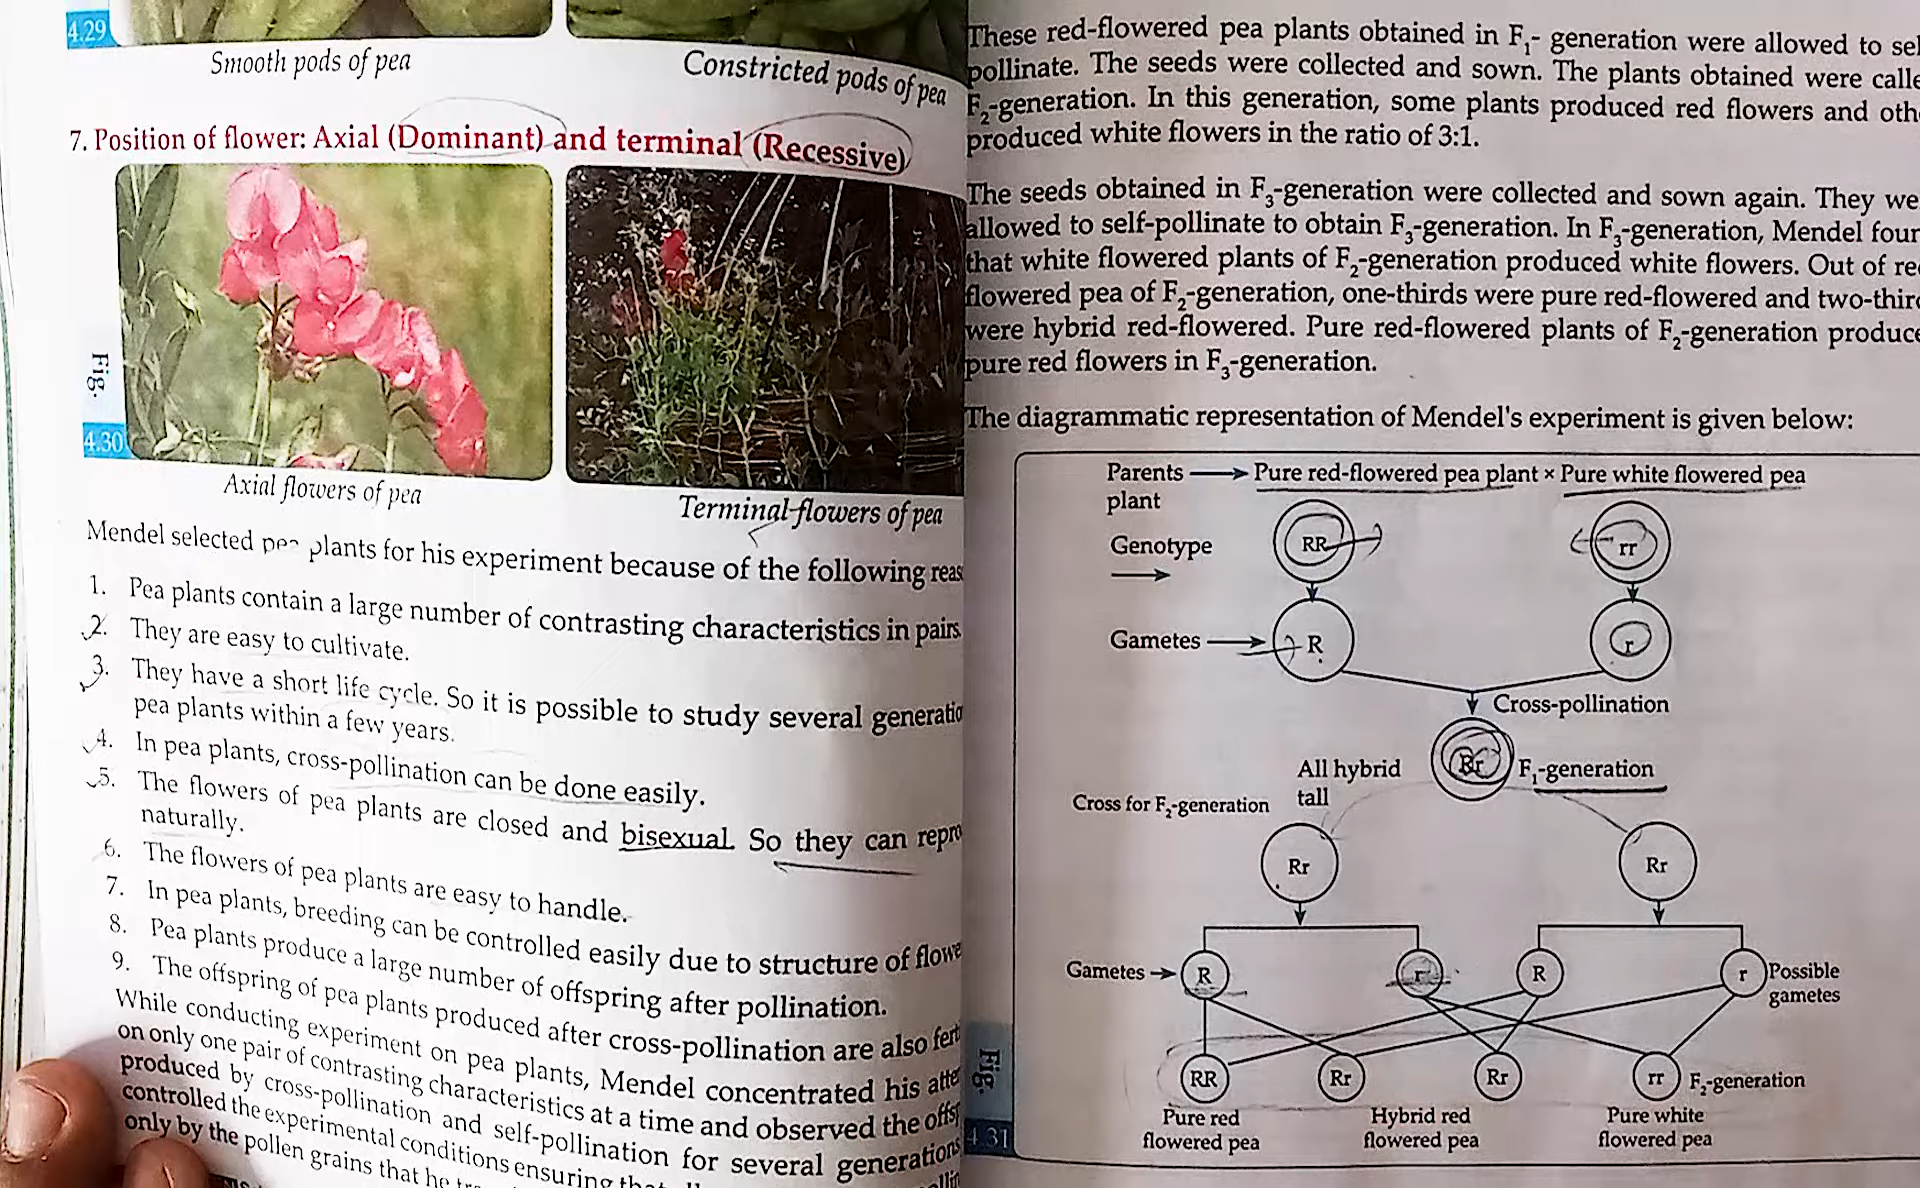 4.29
Smooth pods of pea
Constricted pods of pea
7. Position of flower: Axial (Dominant) and terminal (Recessive)
Fig.
4.30
Axial flowers of pea
Terminal flowers of pea
Mendel selected plants for his experiment because of the following
1. Pea plants contain a large number of contrasting characteristics in pairs.
2. They are easy to cultivate.
3. They have a short life cycle. So it is possible to study several
pea plants within a few years.
4. In pea plants, cross-pollination can be done easily.
5. The flowers of pea plants are closed and bisexual. So they can
naturally.
6. The flowers of pea plants are easy to handle.
7. In pea plants, breeding can be controlled easily due to structure of
8. Pea plants produce a large number of offspring after pollination.
9. The offspring of pea plants produced after cross-pollination are also
While conducting experiment on pea plants, Mendel concentrated his
on only one pair of contrasting characteristics at a time and observed the
produced by cross-pollination and self-pollination for several generations
controlled the experimental conditions ensuring
only by the pollen grains that he
These red-flowered pea plants obtained in F₁- generation were allowed to
pollinate. The seeds were collected and sown. The plants obtained were
F₂-generation. In this generation, some plants produced red flowers and
produced white flowers in the ratio of 3:1.
The seeds obtained in F₃-generation were collected and sown again. They
allowed to self-pollinate to obtain F₃-generation. In F₃-generation, Mendel
that white flowered plants of F₂-generation produced white flowers. Out of
flowered pea of F₂-generation, one-thirds were pure red-flowered and
were hybrid red-flowered. Pure red-flowered plants of F₂-generation
pure red flowers in F₃-generation.
The diagrammatic representation of Mendel's experiment is given below:
Parents Pure red-flowered pea plant × Pure white flowered pea
plant
Genotype RR rr
Gametes R r
Cross-pollination
All hybrid Rr F₁-generation
tall
Cross for F₂-generation
Rr Rr
Gametes R r R r Possible
gametes
RR Rr Rr rr F₂-generation
Pure red Hybrid red Pure white
flowered pea flowered pea flowered pea
Fig.
4.31